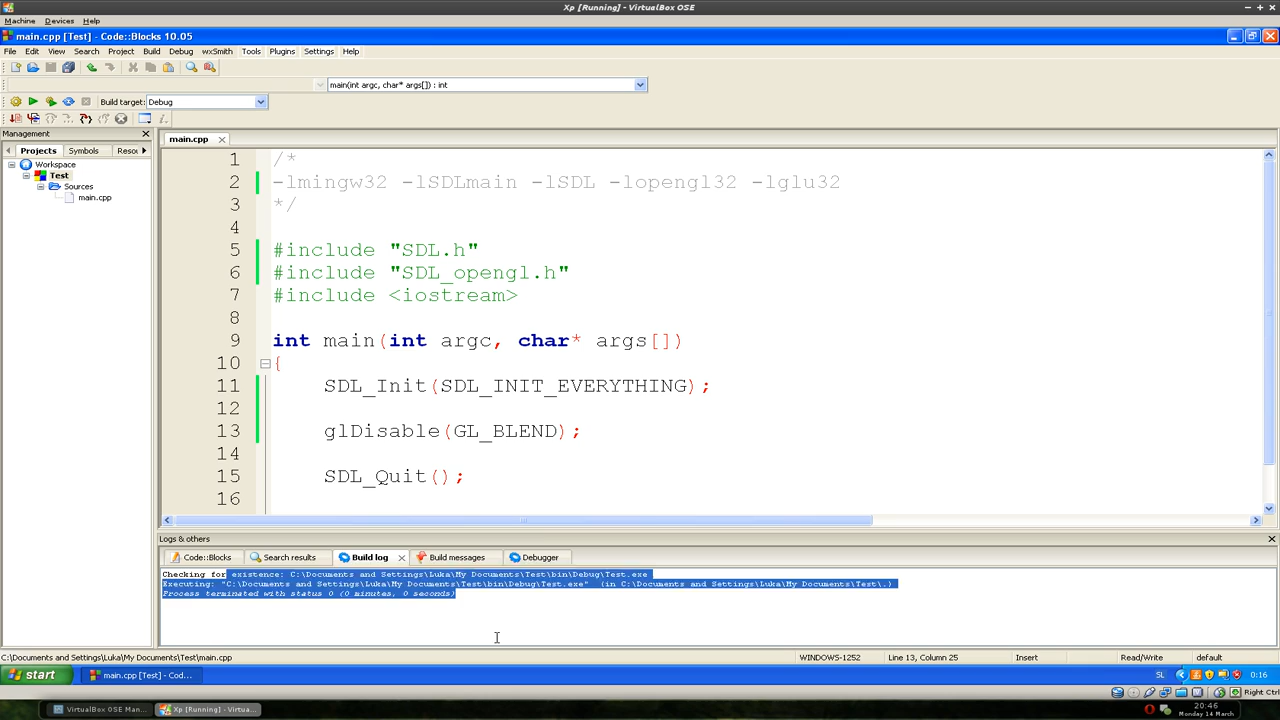 Xp [Running] - VirtualBox OSE
Machine Devices Help
main.cpp [Test] - Code::Blocks 10.05
File Edit View Search Project Build Debug wxSmith Tools Plugins Settings Help
main(int argc, char* args[]) : int
Build target: Debug
Management
Projects Symbols Resou
Workspace
Test
Sources
main.cpp
main.cpp
1 /*
2 -lmingw32 -lSDLmain -lSDL -lopengl32 -lglu32
3 */
4
5 #include "SDL.h"
6 #include "SDL_opengl.h"
7 #include <iostream>
8
9 int main(int argc, char* args[])
10 {
11 SDL_Init(SDL_INIT_EVERYTHING);
12
13 glDisable(GL_BLEND);
14
15 SDL_Quit();
16
Logs & others
Code::Blocks Search results Build log Build messages Debugger
Checking for existence: C:\Documents and Settings\Luka\My Documents\Test\bin\Debug\Test.exe
Executing: "C:\Documents and Settings\Luka\My Documents\Test\bin\Debug\Test.exe" (in C:\Documents and Settings\Luka\My Documents\Test\.)
Process terminated with status 0 (0 minutes, 0 seconds)
C:\Documents and Settings\Luka\My Documents\Test\main.cpp WINDOWS-1252 Line 13, Column 25 Insert Read/Write default
start main.cpp [Test] - Cod... SL 0:16
Right Ctrl
VirtualBox OSE Man... Xp [Running] - Virtua... 20:46
Monday 14 March